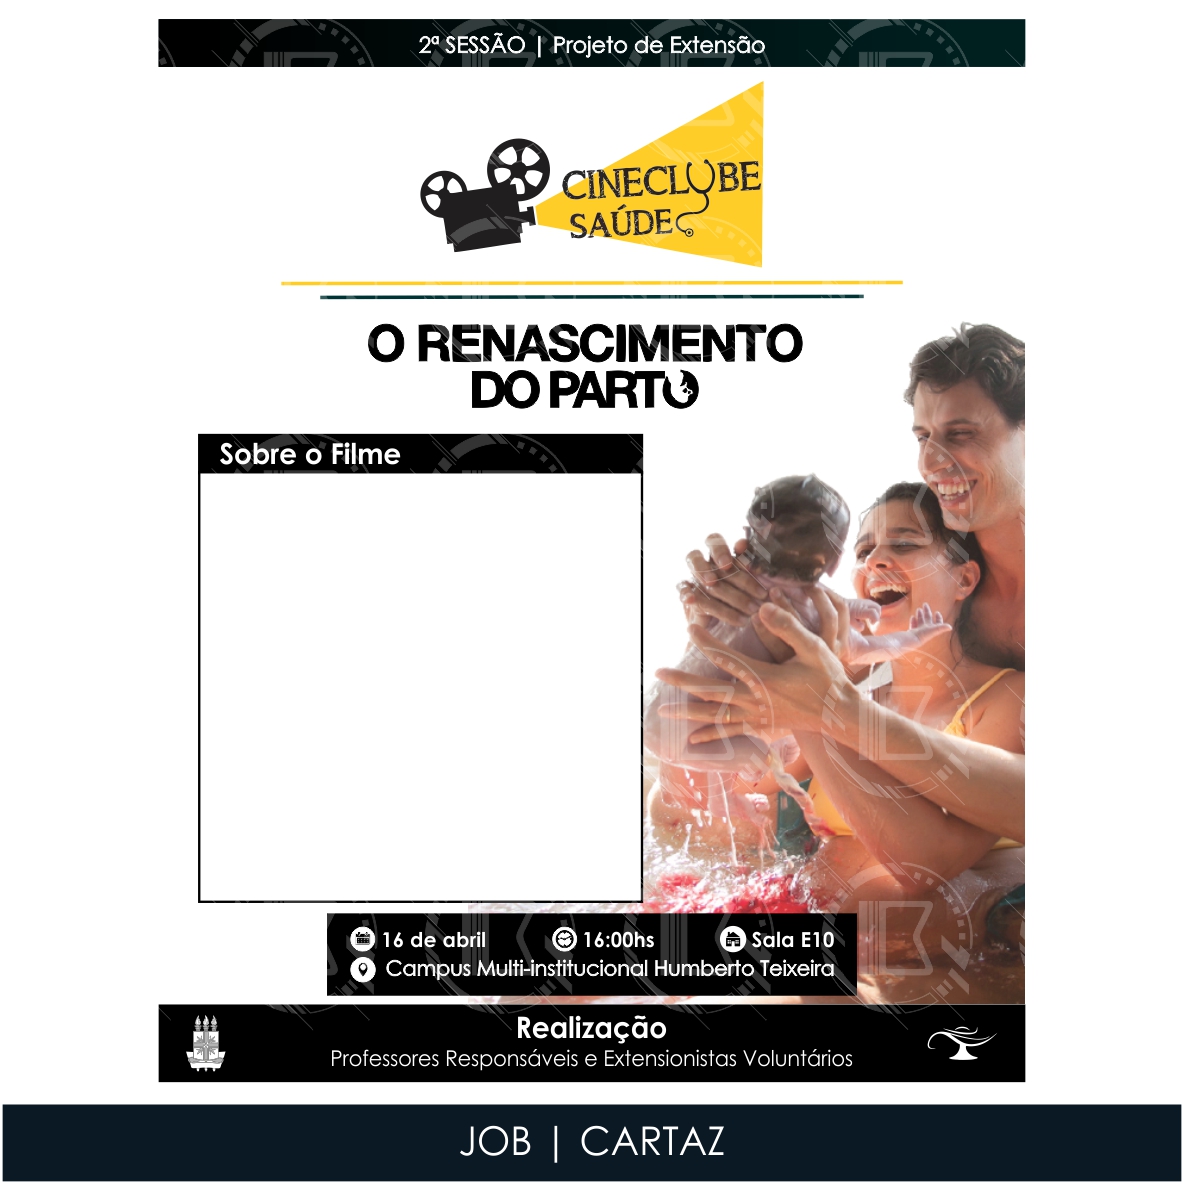 2ª SESSÃO | Projeto de Extensão
CINECLUBE
SAÚDE
O RENASCIMENTO
DO PARTO
Sobre o Filme
16 de abril 16:00hs Sala E10
Campus Multi-institucional Humberto Teixeira
Realização
Professores Responsáveis e Extensionistas Voluntários
JOB | CARTAZ